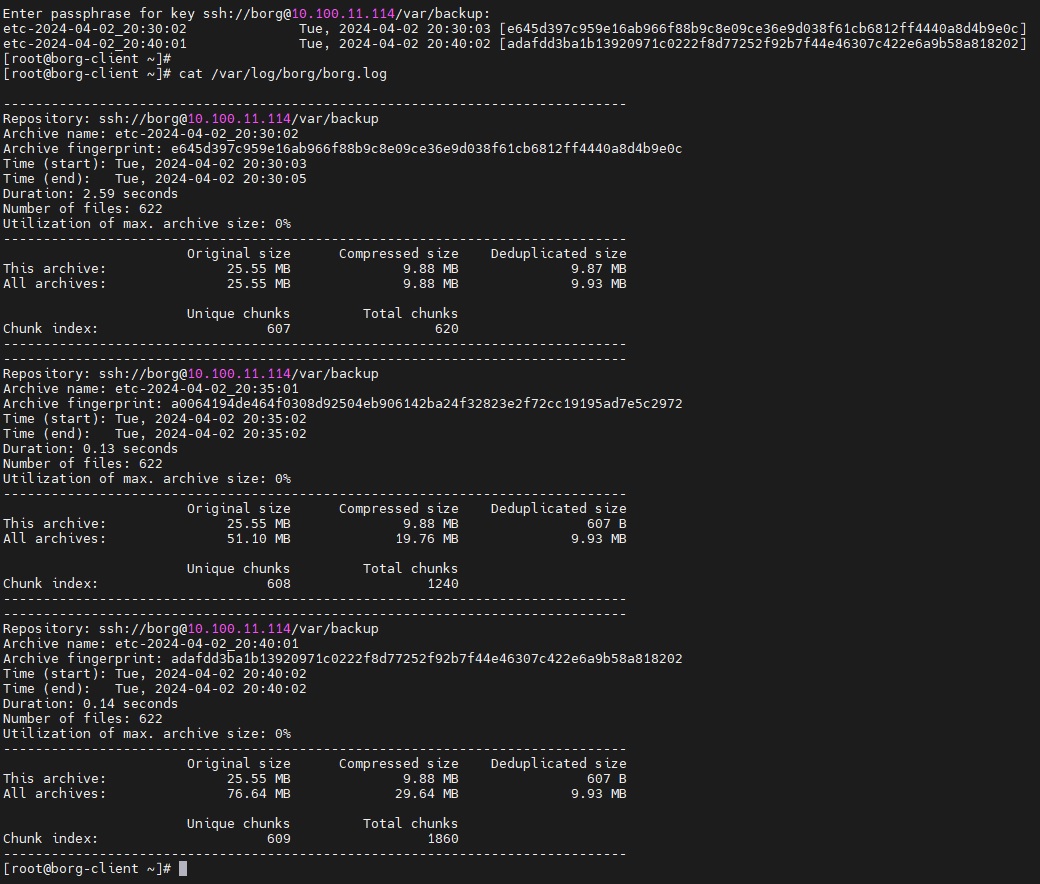 Enter passphrase for key ssh://borg@10.100.11.114/var/backup:
etc-2024-04-02_20:30:02              Tue, 2024-04-02 20:30:03 [e645d397c959e16ab966f88b9c8e09ce36e9d038f61cb6812ff4440a8d4b9e0c]
etc-2024-04-02_20:40:01              Tue, 2024-04-02 20:40:02 [adafdd3ba1b13920971c0222f8d77252f92b7f44e46307c422e6a9b58a818202]
[root@borg-client ~]#
[root@borg-client ~]# cat /var/log/borg/borg.log

------------------------------------------------------------------------------
Repository: ssh://borg@10.100.11.114/var/backup
Archive name: etc-2024-04-02_20:30:02
Archive fingerprint: e645d397c959e16ab966f88b9c8e09ce36e9d038f61cb6812ff4440a8d4b9e0c
Time (start): Tue, 2024-04-02 20:30:03
Time (end):   Tue, 2024-04-02 20:30:05
Duration: 2.59 seconds
Number of files: 622
Utilization of max. archive size: 0%
------------------------------------------------------------------------------
                       Original size      Compressed size    Deduplicated size
This archive:               25.55 MB              9.88 MB              9.87 MB
All archives:               25.55 MB              9.88 MB              9.93 MB

                       Unique chunks         Total chunks
Chunk index:                     607                  620
------------------------------------------------------------------------------
------------------------------------------------------------------------------
Repository: ssh://borg@10.100.11.114/var/backup
Archive name: etc-2024-04-02_20:35:01
Archive fingerprint: a0064194de464f0308d92504eb906142ba24f32823e2f72cc19195ad7e5c2972
Time (start): Tue, 2024-04-02 20:35:02
Time (end):   Tue, 2024-04-02 20:35:02
Duration: 0.13 seconds
Number of files: 622
Utilization of max. archive size: 0%
------------------------------------------------------------------------------
                       Original size      Compressed size    Deduplicated size
This archive:               25.55 MB              9.88 MB                607 B
All archives:               51.10 MB             19.76 MB              9.93 MB

                       Unique chunks         Total chunks
Chunk index:                     608                 1240
------------------------------------------------------------------------------
------------------------------------------------------------------------------
Repository: ssh://borg@10.100.11.114/var/backup
Archive name: etc-2024-04-02_20:40:01
Archive fingerprint: adafdd3ba1b13920971c0222f8d77252f92b7f44e46307c422e6a9b58a818202
Time (start): Tue, 2024-04-02 20:40:02
Time (end):   Tue, 2024-04-02 20:40:02
Duration: 0.14 seconds
Number of files: 622
Utilization of max. archive size: 0%
------------------------------------------------------------------------------
                       Original size      Compressed size    Deduplicated size
This archive:               25.55 MB              9.88 MB                607 B
All archives:               76.64 MB             29.64 MB              9.93 MB

                       Unique chunks         Total chunks
Chunk index:                     609                 1860
------------------------------------------------------------------------------
[root@borg-client ~]#